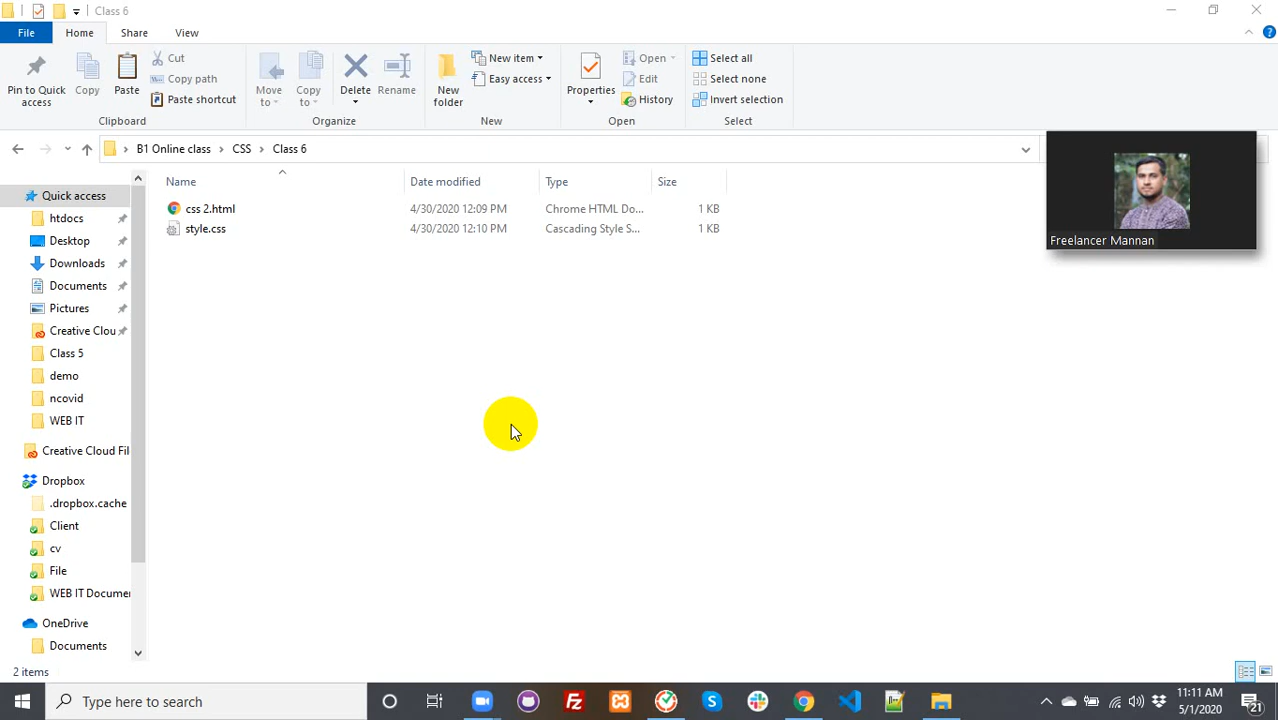 Class 6
File Home Share View
Pin to Quick access
Copy
Paste
Cut
Copy path
Paste shortcut
Clipboard
Move to
Copy to
Delete
Rename
Organize
New folder
New item
Easy access
New
Properties
Open
Edit
History
Open
Select all
Select none
Invert selection
Select
B1 Online class > CSS > Class 6
Name Date modified Type Size
css 2.html 4/30/2020 12:09 PM Chrome HTML Do... 1 KB
style.css 4/30/2020 12:10 PM Cascading Style S... 1 KB
Freelancer Mannan
Quick access
htdocs
Desktop
Downloads
Documents
Pictures
Creative Clou
Class 5
demo
ncovid
WEB IT
Creative Cloud Fil
Dropbox
.dropbox.cache
Client
cv
File
WEB IT Docume
OneDrive
Documents
2 items
Type here to search
11:11 AM
5/1/2020
21